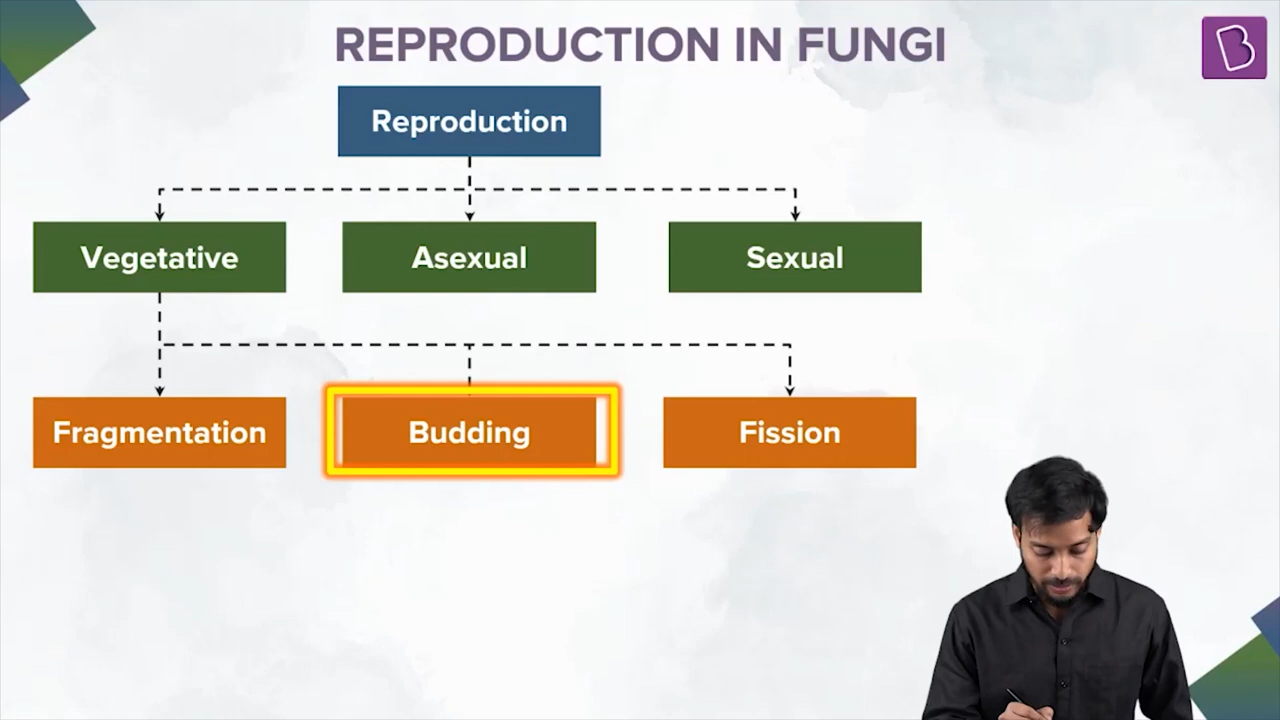 REPRODUCTION IN FUNGI
B
Reproduction
Vegetative
Asexual
Sexual
Fragmentation
Budding
Fission